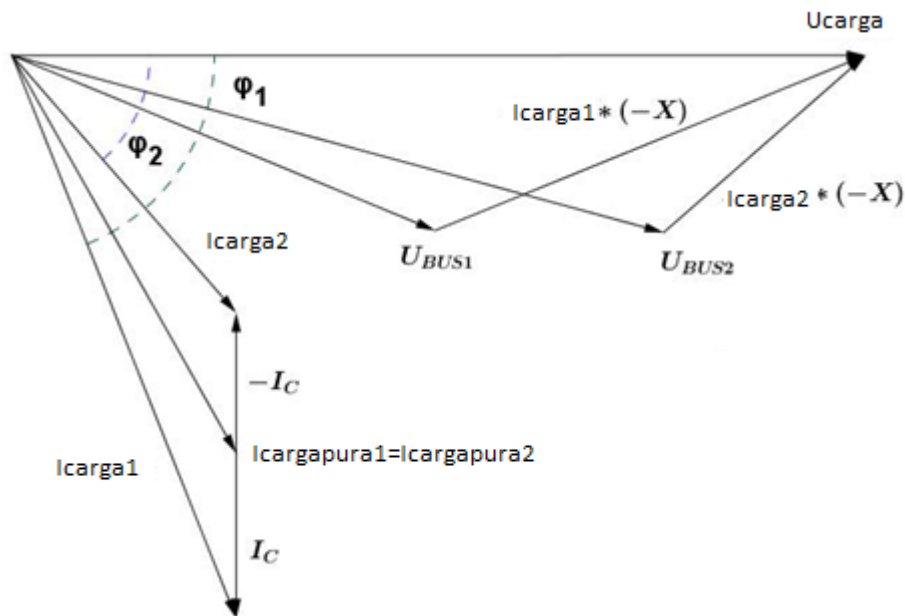 Ucarga
φ1
Icarga1 * (−X)
φ2
Icarga2 * (−X)
Icarga2
UBUS1
UBUS2
−IC
Icargapura1=Icargapura2
Icarga1
IC